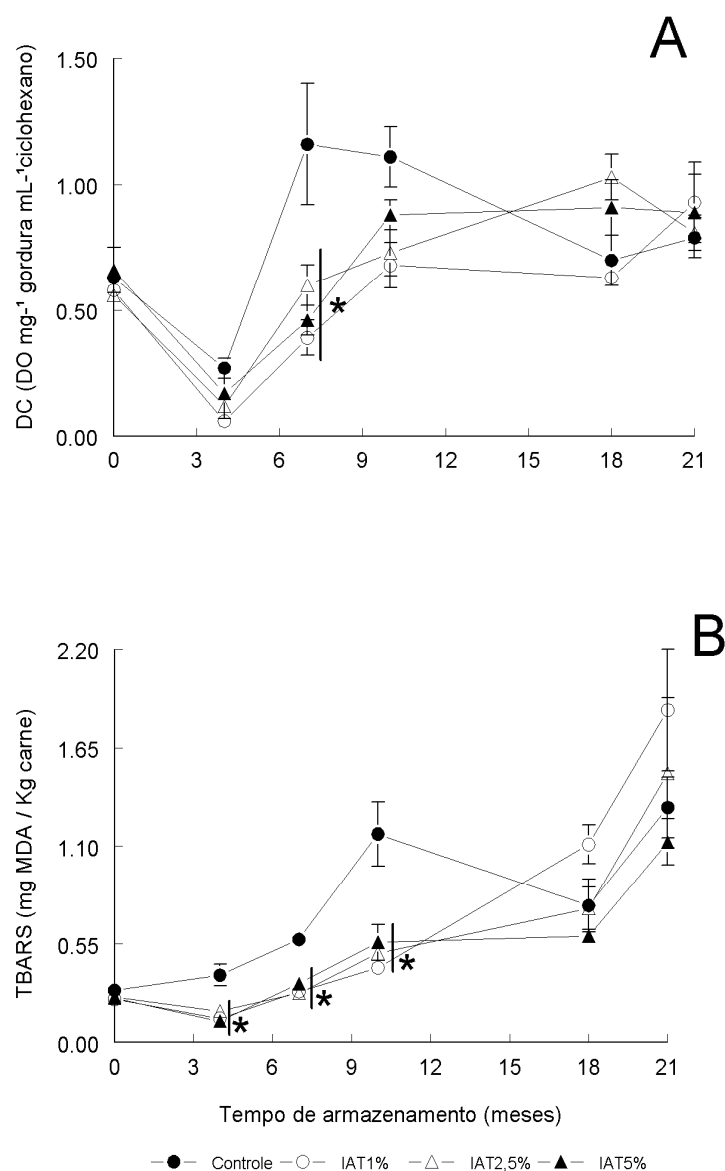 A
DC (DO mg-¹ gordura mL-¹ciclohexano)
1.50
1.00
0.50
0.00
*
0 3 6 9 12 15 18 21
B
TBARS (mg MDA / Kg carne)
2.20
1.65
1.10
0.55
0.00
* * *
0 3 6 9 12 15 18 21
Tempo de armazenamento (meses)
Controle IAT1% IAT2,5% IAT5%